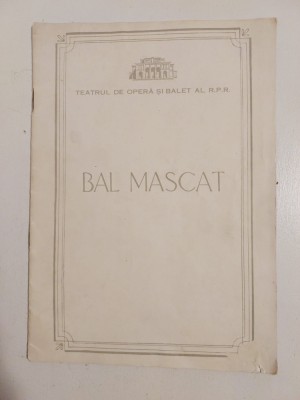 TEATRUL DE OPERĂ ȘI BALET AL R.P.R.
BAL MASCAT